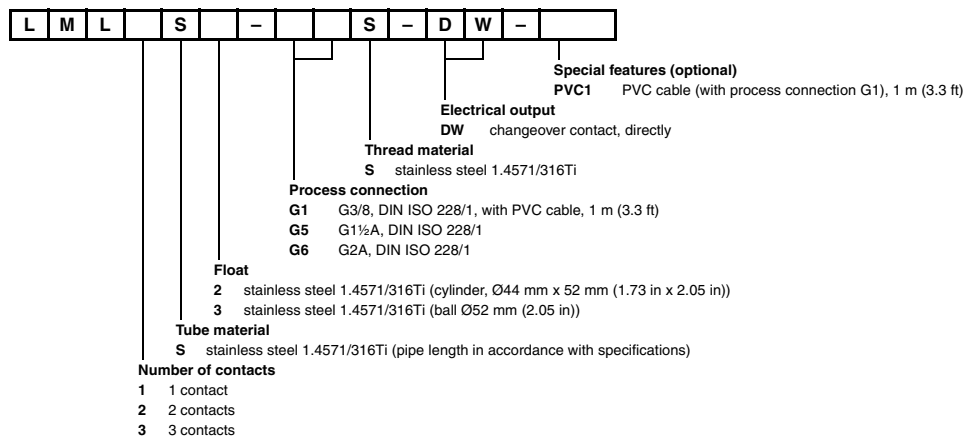 L M L S – S – D W –
Special features (optional)
PVC1 PVC cable (with process connection G1), 1 m (3.3 ft)
Electrical output
DW changeover contact, directly
Thread material
S stainless steel 1.4571/316Ti
Process connection
G1 G3/8, DIN ISO 228/1, with PVC cable, 1 m (3.3 ft)
G5 G1½A, DIN ISO 228/1
G6 G2A, DIN ISO 228/1
Float
2 stainless steel 1.4571/316Ti (cylinder, Ø44 mm x 52 mm (1.73 in x 2.05 in))
3 stainless steel 1.4571/316Ti (ball Ø52 mm (2.05 in))
Tube material
S stainless steel 1.4571/316Ti (pipe length in accordance with specifications)
Number of contacts
1 1 contact
2 2 contacts
3 3 contacts